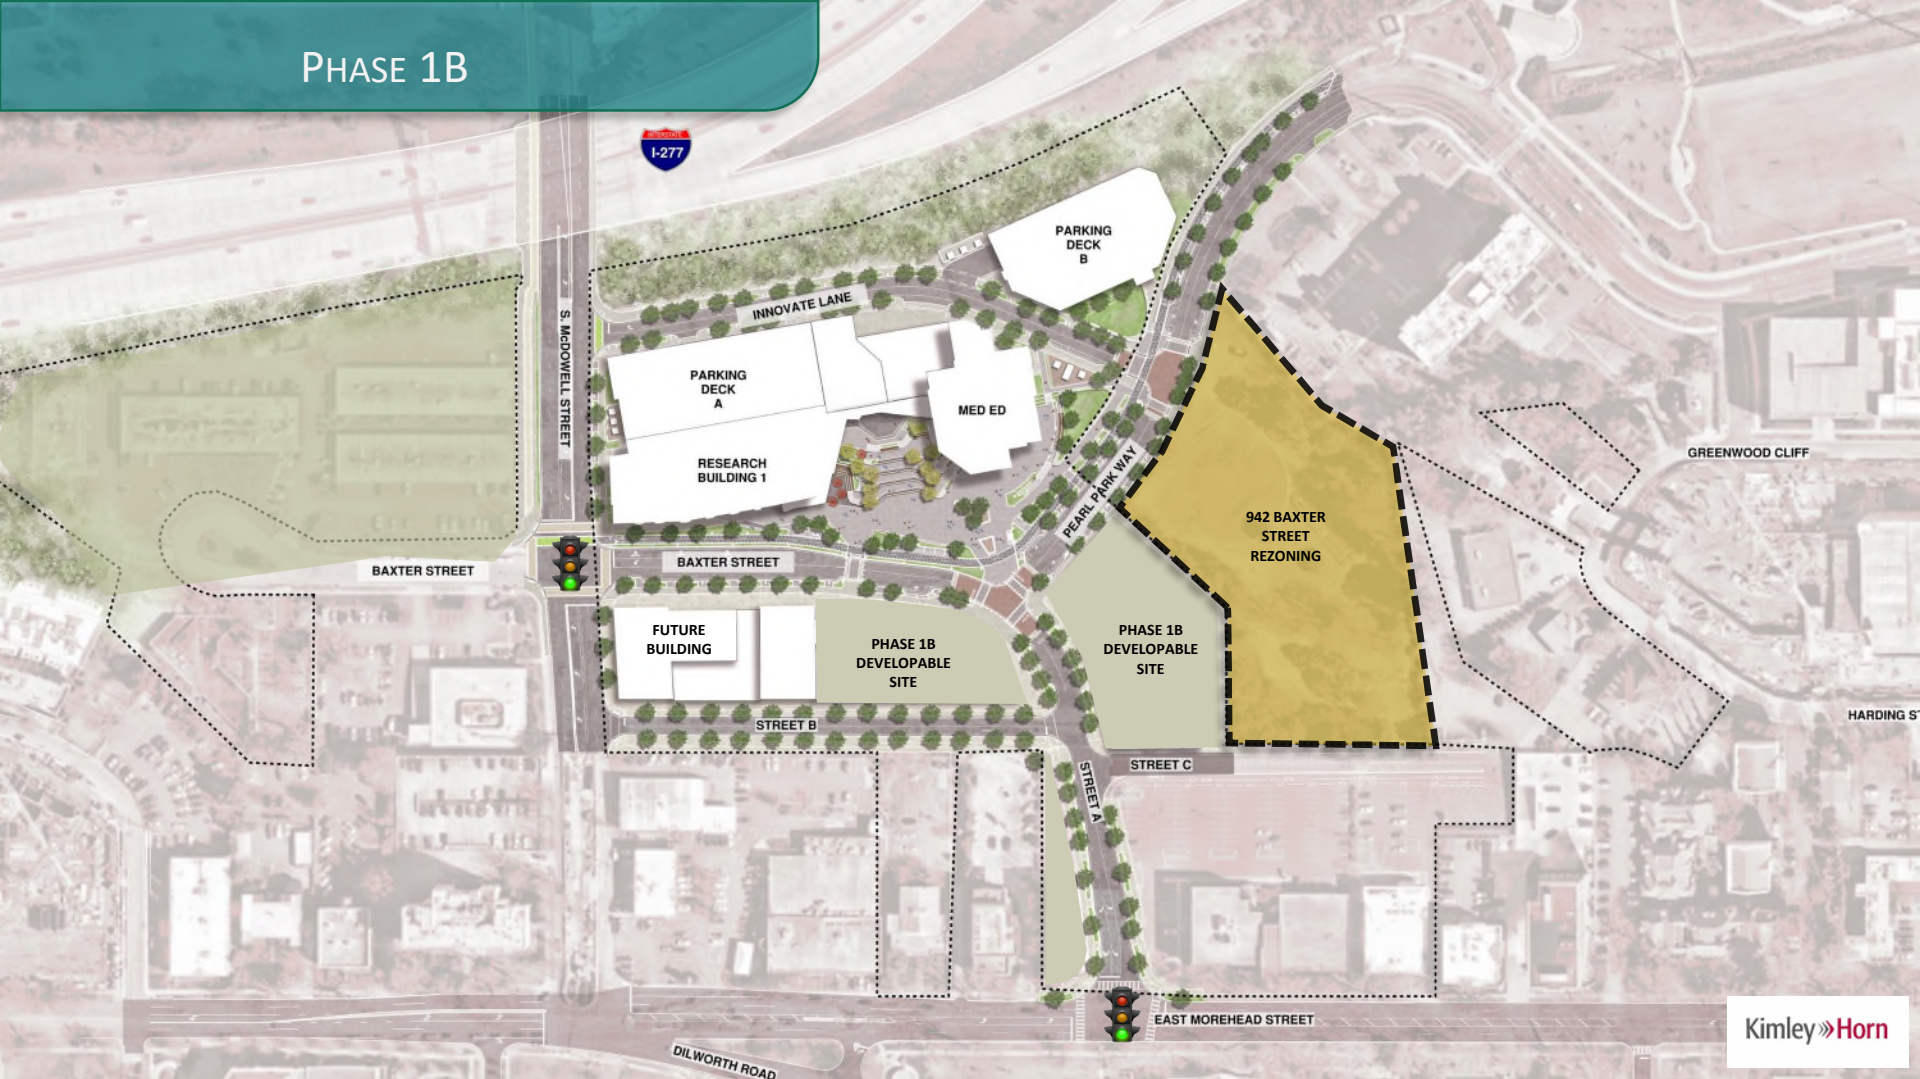 PHASE 1B
INTERSTATE
I-277
PARKING
DECK
B
INNOVATE LANE
S. McDOWELL STREET
PARKING
DECK
A
MED ED
RESEARCH
BUILDING 1
PEARL PARK WAY
GREENWOOD CLIFF
942 BAXTER
STREET
REZONING
BAXTER STREET
BAXTER STREET
FUTURE
BUILDING
PHASE 1B
DEVELOPABLE
SITE
PHASE 1B
DEVELOPABLE
SITE
STREET B
HARDING ST
STREET C
STREET A
EAST MOREHEAD STREET
DILWORTH ROAD
Kimley»Horn